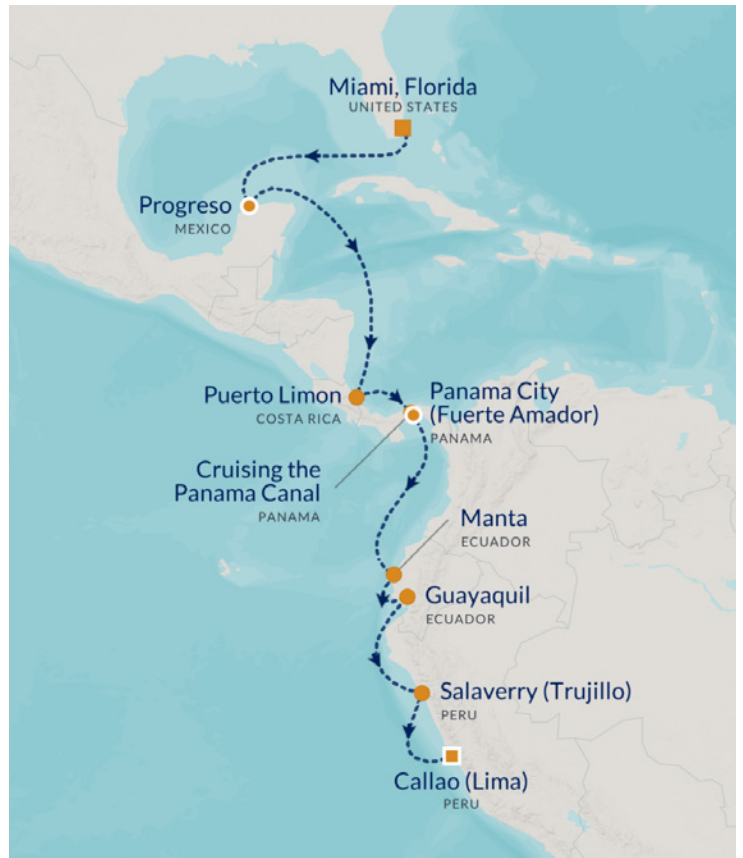 Miami, Florida
UNITED STATES
Progreso
MEXICO
Puerto Limon
COSTA RICA
Panama City
(Fuerte Amador)
PANAMA
Cruising the
Panama Canal
PANAMA
Manta
ECUADOR
Guayaquil
ECUADOR
Salaverry (Trujillo)
PERU
Callao (Lima)
PERU